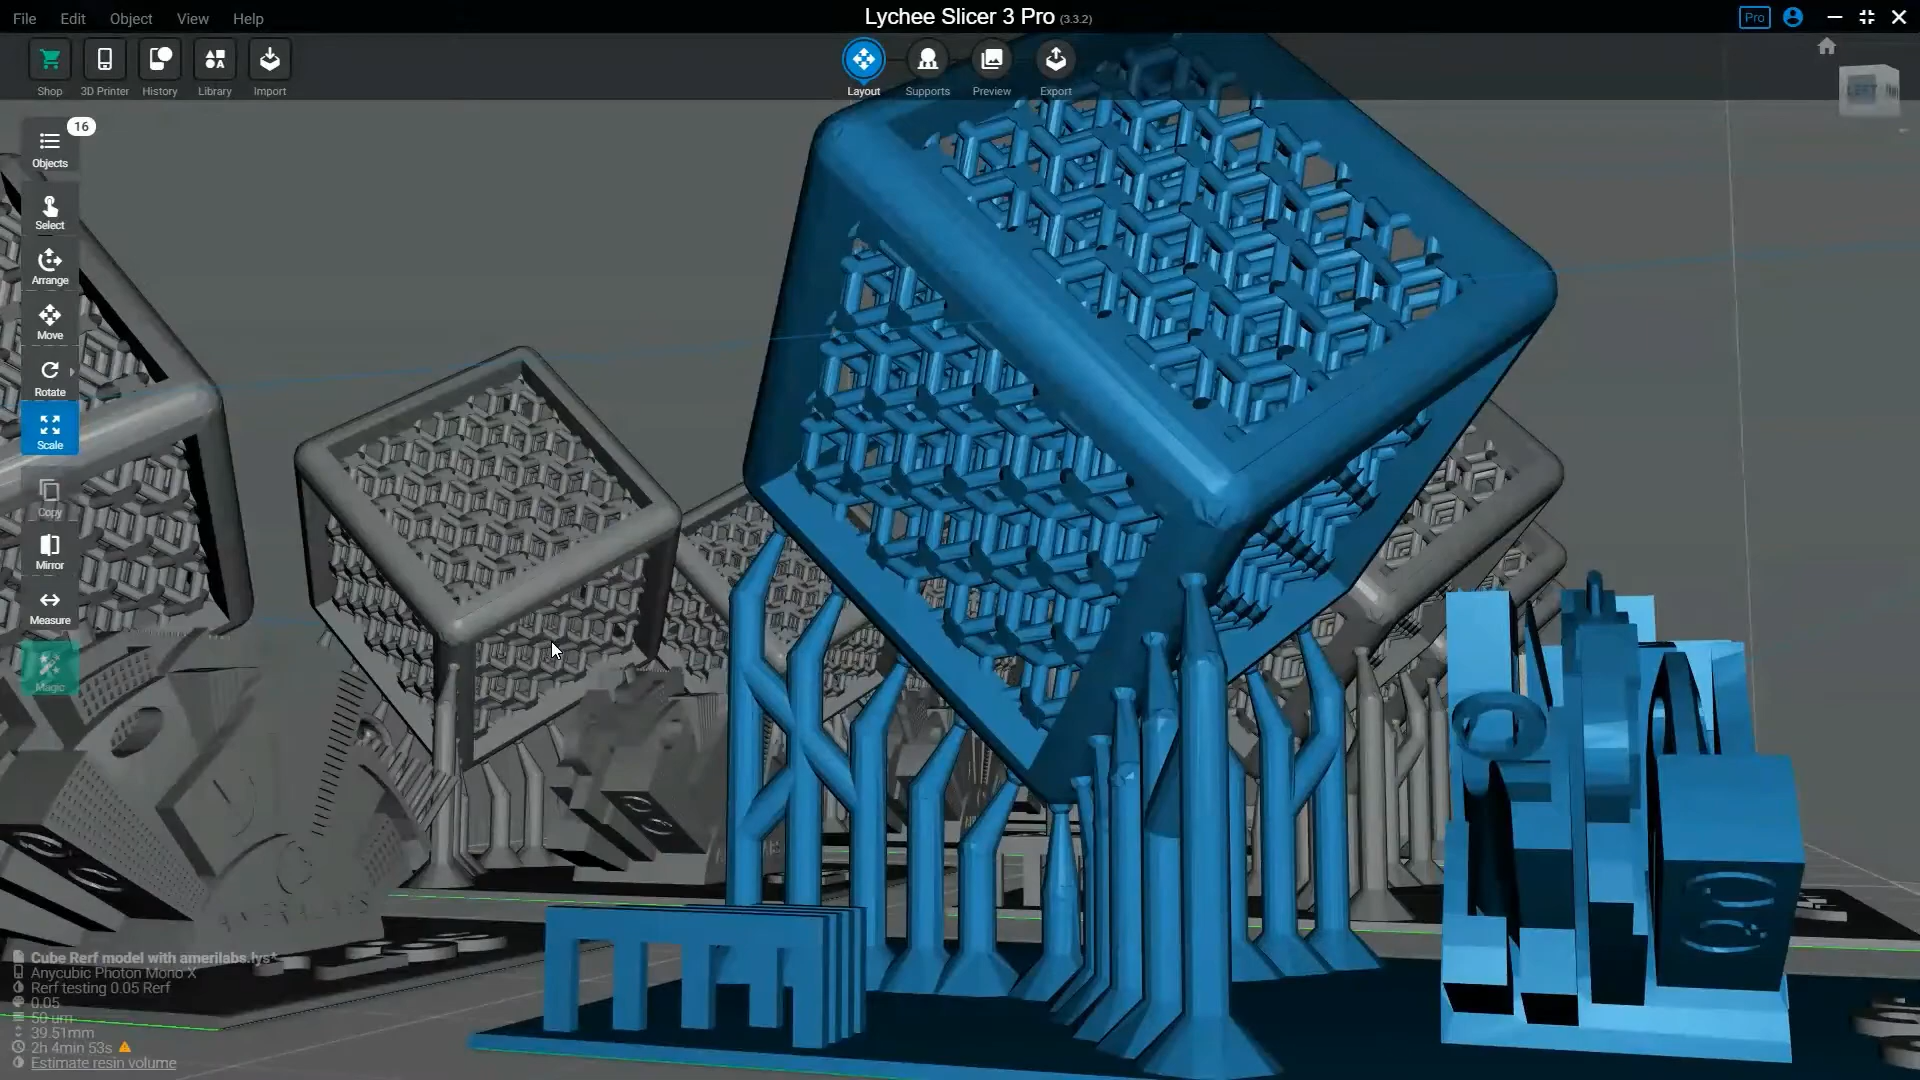 File Edit Object View Help
Lychee Slicer 3 Pro (3.3.2)
Pro
Shop
3D Printer
History
Library
Import
Layout
Supports
Preview
Export
LEFT
16
Objects
Select
Arrange
Move
Rotate
Scale
Copy
Mirror
Measure
Magic
Cube Rerf model with amerilabs.lys*
Anycubic Photon Mono X
Rerf testing 0.05 Rerf
0.05
50 um
39.51mm
2h 4min 53s
Estimate resin volume